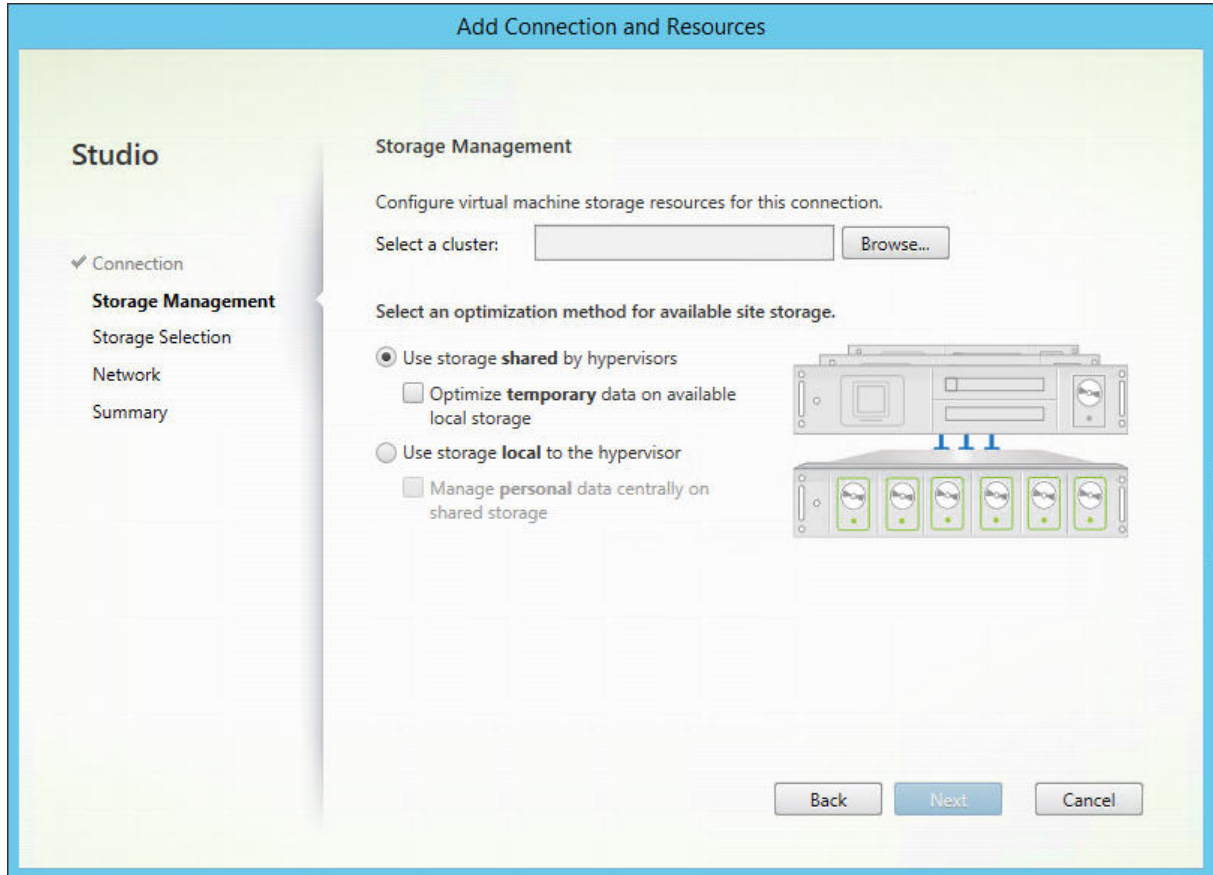 Add Connection and Resources
Studio
Connection
Storage Management
Storage Selection
Network
Summary
Storage Management
Configure virtual machine storage resources for this connection.
Select a cluster:
Browse...
Select an optimization method for available site storage.
Use storage shared by hypervisors
Optimize temporary data on available
local storage
Use storage local to the hypervisor
Manage personal data centrally on
shared storage
Back
Next
Cancel